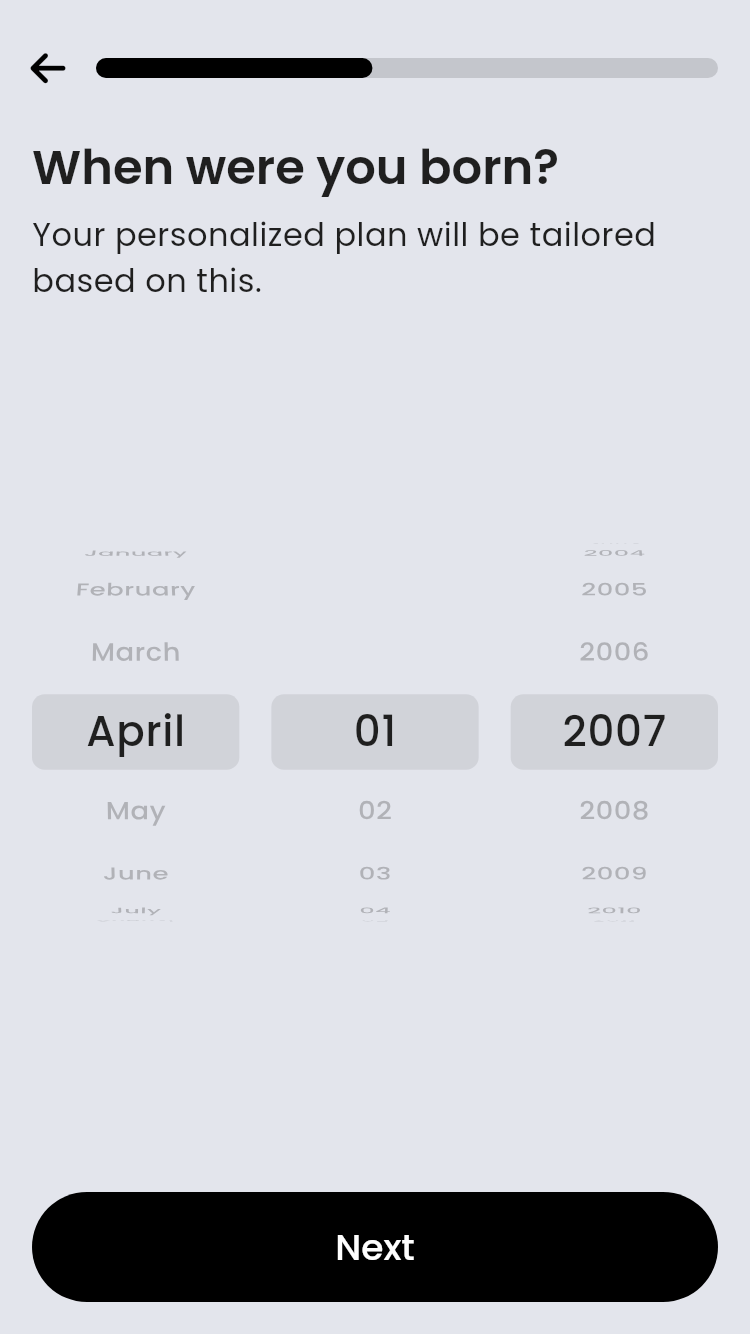 When were you born?
Your personalized plan will be tailored
based on this.
January 2004
February 2005
March 2006
April 01 2007
May 02 2008
June 03 2009
July 04 2010
Next